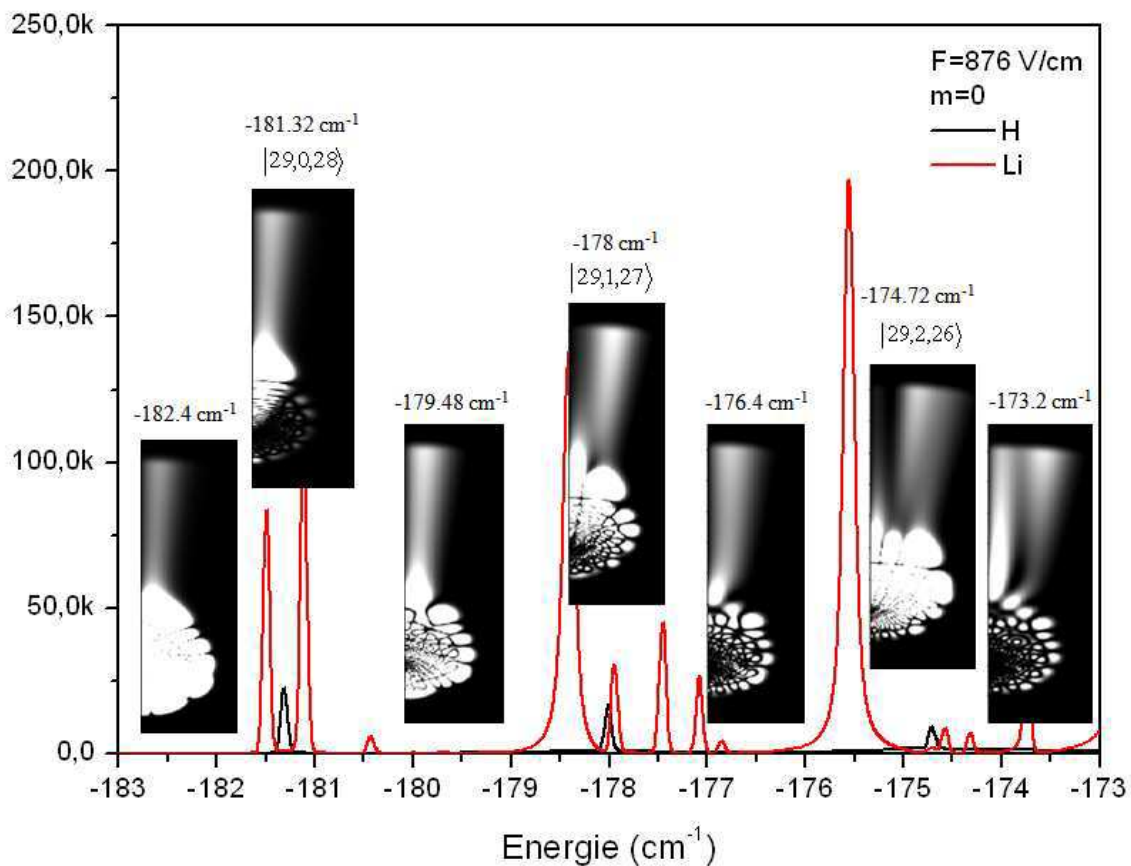 250,0k
200,0k
150,0k
100,0k
50,0k
0,0
F=876 V/cm
m=0
H
Li
-181.32 cm⁻¹
|29,0,28⟩
-178 cm⁻¹
|29,1,27⟩
-174.72 cm⁻¹
|29,2,26⟩
-182.4 cm⁻¹
-179.48 cm⁻¹
-176.4 cm⁻¹
-173.2 cm⁻¹
-183 -182 -181 -180 -179 -178 -177 -176 -175 -174 -173
Energie (cm⁻¹)